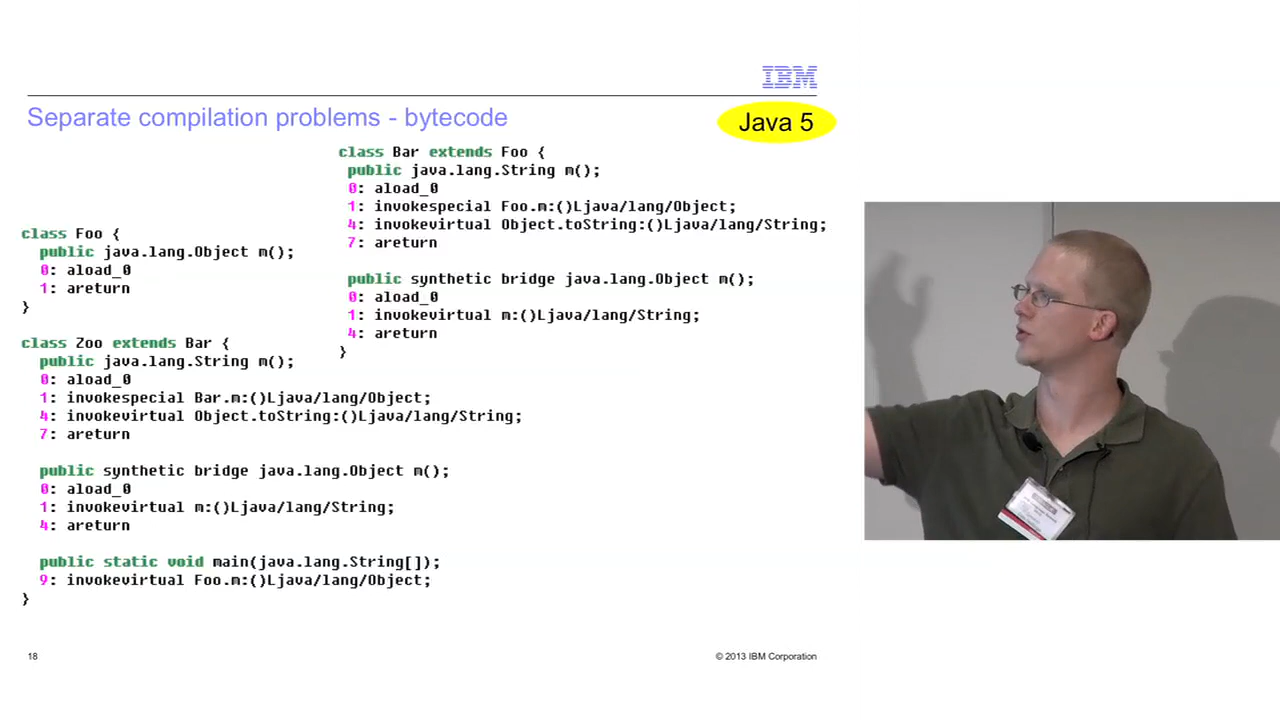 IBM
Separate compilation problems - bytecode
Java 5
class Bar extends Foo {
public java.lang.String m();
0: aload_0
1: invokespecial Foo.m:()Ljava/lang/Object;
4: invokevirtual Object.toString:()Ljava/lang/String;
7: areturn
public synthetic bridge java.lang.Object m();
0: aload_0
1: invokevirtual m:()Ljava/lang/String;
4: areturn
}
class Foo {
public java.lang.Object m();
0: aload_0
1: areturn
}
class Zoo extends Bar {
public java.lang.String m();
0: aload_0
1: invokespecial Bar.m:()Ljava/lang/Object;
4: invokevirtual Object.toString:()Ljava/lang/String;
7: areturn
public synthetic bridge java.lang.Object m();
0: aload_0
1: invokevirtual m:()Ljava/lang/String;
4: areturn
public static void main(java.lang.String[]);
9: invokevirtual Foo.m:()Ljava/lang/Object;
}
18
© 2013 IBM Corporation